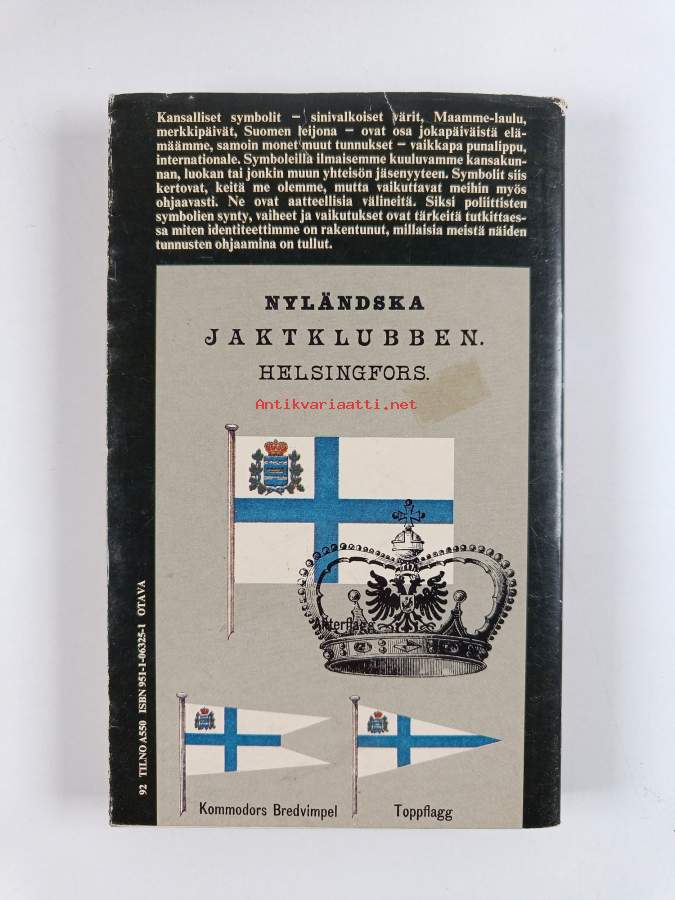 Kansalliset symbolit – sinivalkoiset värit, Maamme-laulu,
merkkipäivät, Suomen leijona – ovat osa jokapäiväistä elä-
määmme, samoin monet muut tunnukset – vaikkapa punalippu,
internationale. Symboleilla ilmaisemme kuuluvamme kansakun-
nan, luokan tai jonkin muun yhteisön jäsenyyteen. Symbolit siis
kertovat, keitä me olemme, mutta vaikuttavat meihin myös
ohjaavasti. Ne ovat aatteellisia välineitä. Siksi poliittisten
symbolien synty, vaiheet ja vaikutukset ovat tärkeitä tutkittaes-
sa miten identiteettimme on rakentunut, millaisia meistä näiden
tunnusten ohjaamina on tullut.
NYLÄNDSKA
JAKTKLUBBEN.
HELSINGFORS.
Antikvariaatti.net
Akterflagg
Kommodors Bredvimpel
Toppflagg
92 TILNO A550 ISBN 951-1-06325-1 OTAVA